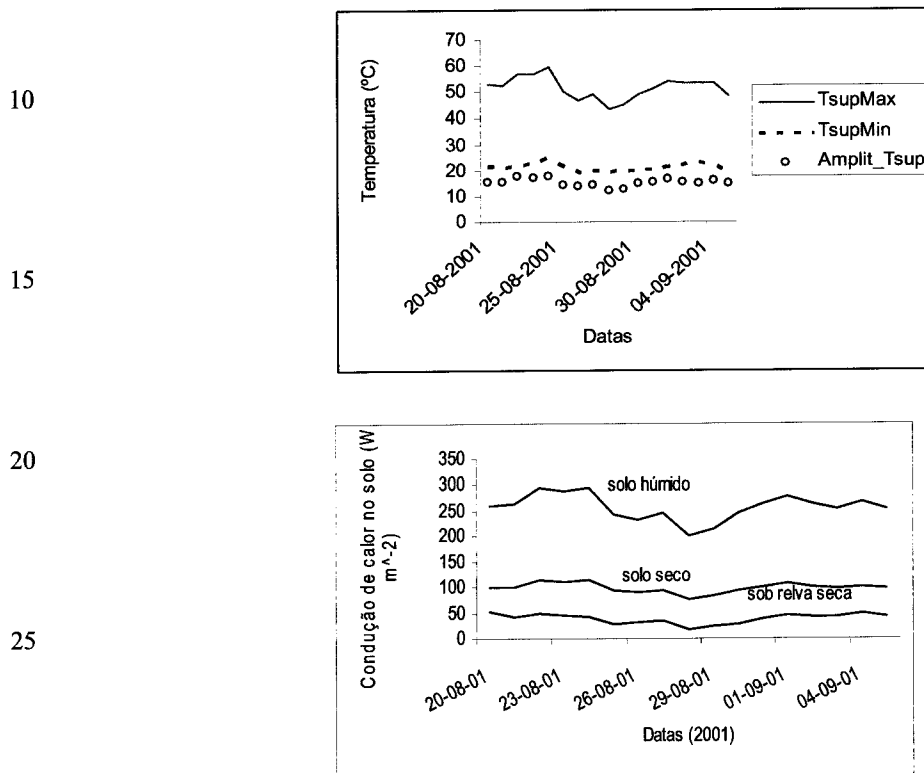 10
15
20
25
Temperatura (ºC)
70
60
50
40
30
20
10
0
20-08-2001
25-08-2001
30-08-2001
04-09-2001
Datas
TsupMax
TsupMin
Amplit_Tsup
Condução de calor no solo (W
m^-2)
350
300
250
200
150
100
50
0
solo húmido
solo seco
sob relva seca
20-08-01
23-08-01
26-08-01
29-08-01
01-09-01
04-09-01
Datas (2001)